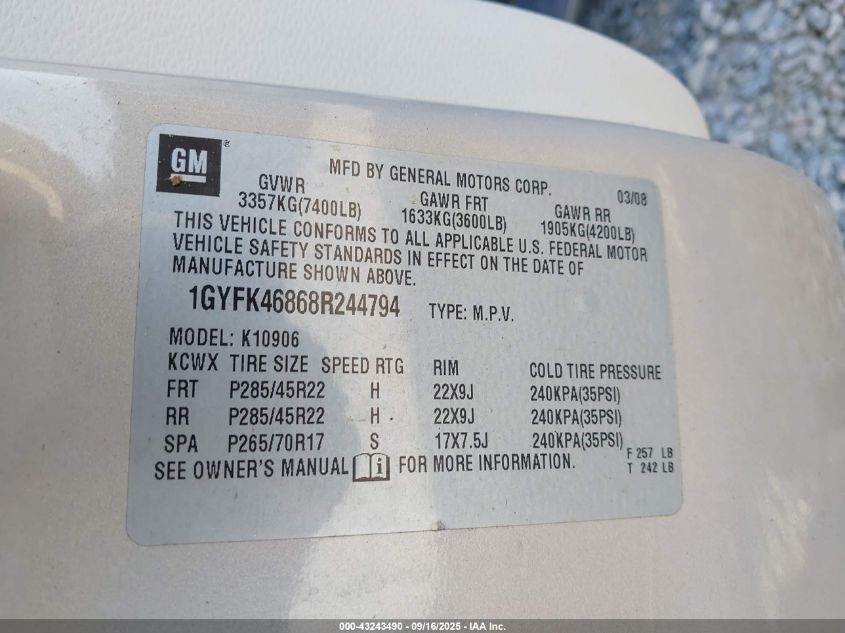 GM ®
MFD BY GENERAL MOTORS CORP. 03/08
GVWR GAWR FRT GAWR RR
3357KG(7400LB) 1633KG(3600LB) 1905KG(4200LB)
THIS VEHICLE CONFORMS TO ALL APPLICABLE U.S. FEDERAL MOTOR
VEHICLE SAFETY STANDARDS IN EFFECT ON THE DATE OF
MANUFACTURE SHOWN ABOVE.
1GYFK46868R244794 TYPE: M.P.V.
MODEL: K10906
KCWX TIRE SIZE SPEED RTG RIM COLD TIRE PRESSURE
FRT P285/45R22 H 22X9J 240KPA(35PSI)
RR P285/45R22 H 22X9J 240KPA(35PSI)
SPA P265/70R17 S 17X7.5J 240KPA(35PSI)
F 257 LB
SEE OWNER'S MANUAL i FOR MORE INFORMATION. T 242 LB
000-43243490 - 09/16/2025 - IAA Inc.